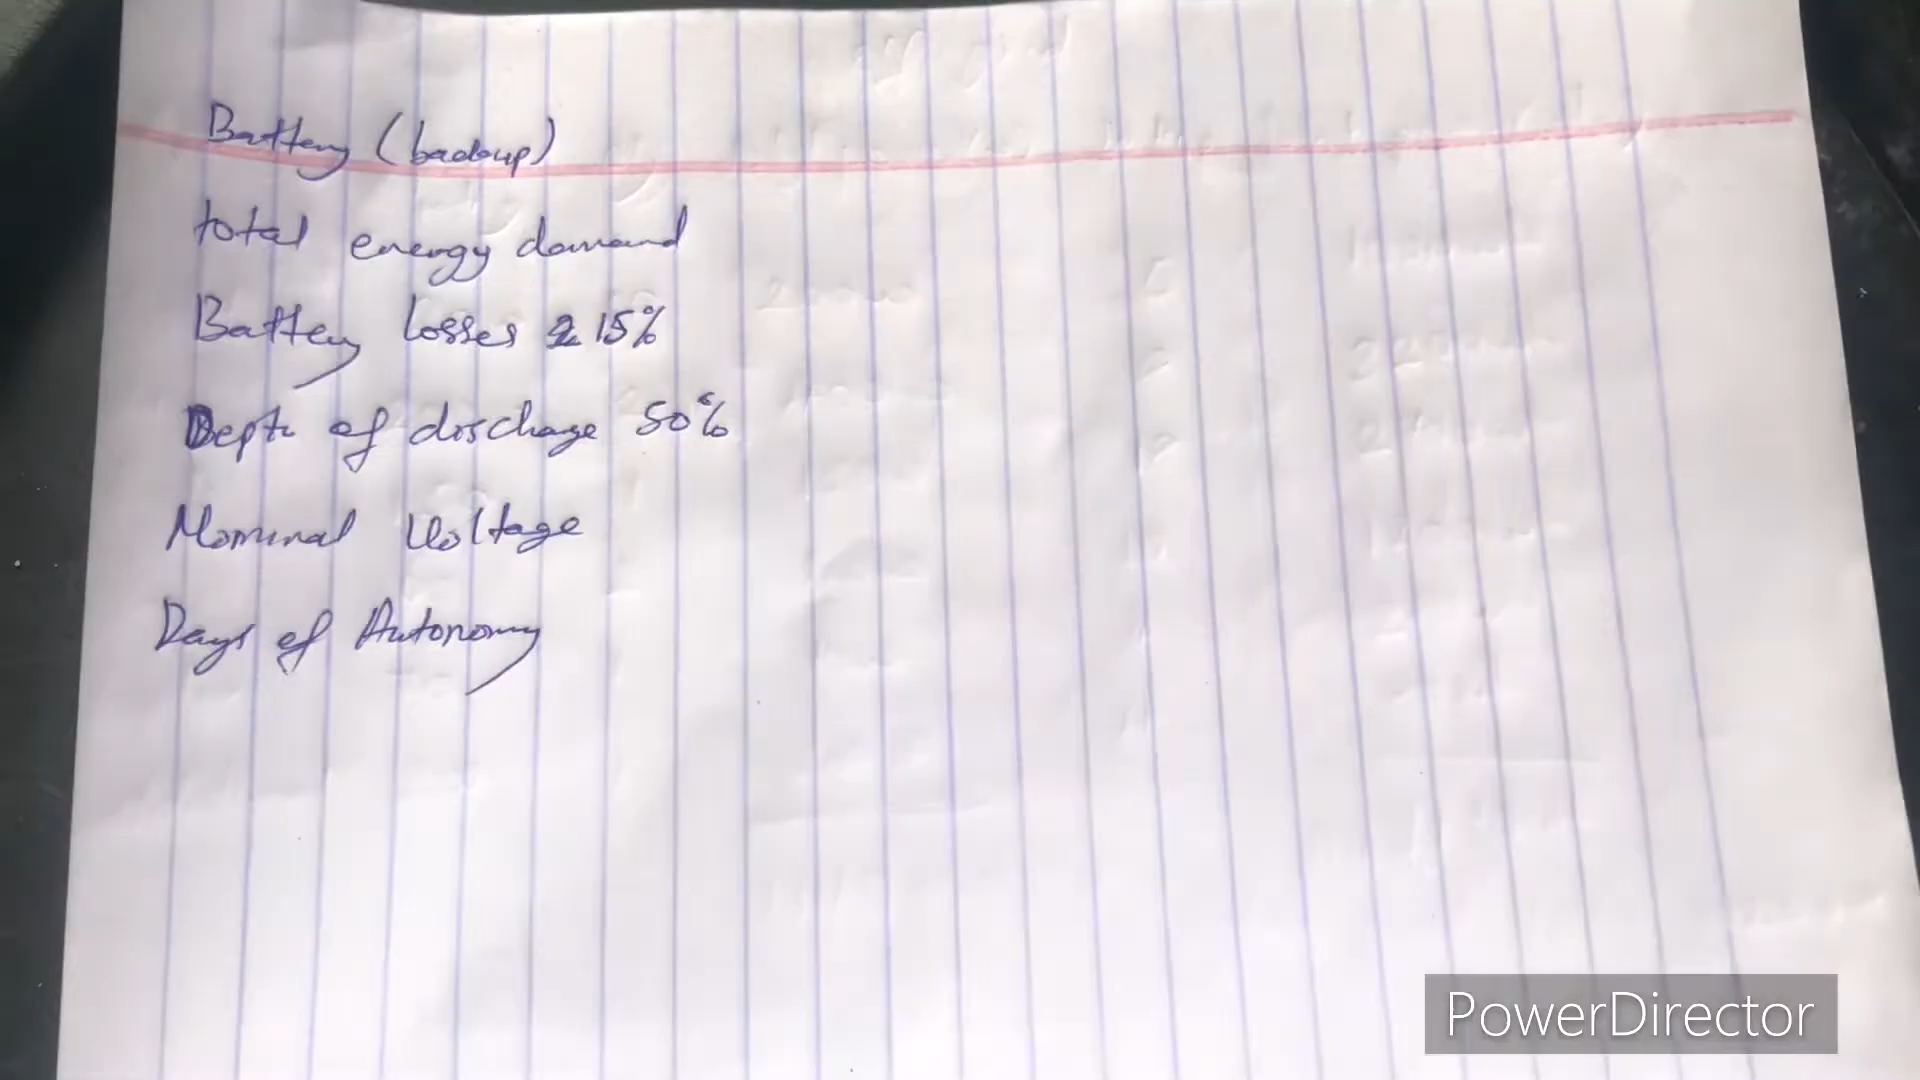 Battery (backup)
total energy demand
Battery losses 15%
Depth of discharge 50%
Nominal Voltage
Days of Autonomy
PowerDirector